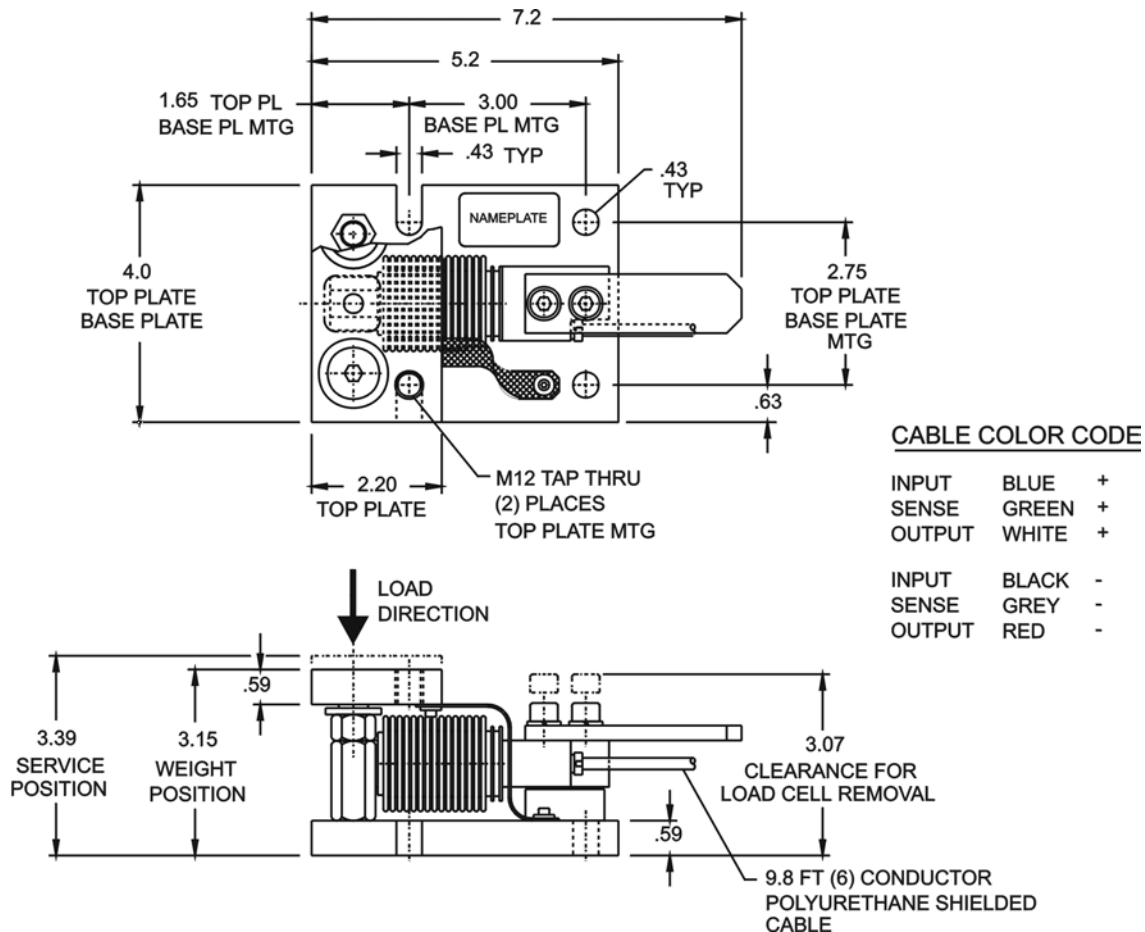 7.2
5.2
1.65 TOP PL
BASE PL MTG
3.00
BASE PL MTG
.43 TYP
.43
TYP
NAMEPLATE
4.0
TOP PLATE
BASE PLATE
2.75
TOP PLATE
BASE PLATE
MTG
.63
2.20
TOP PLATE
M12 TAP THRU
(2) PLACES
TOP PLATE MTG
CABLE COLOR CODE
INPUT BLUE +
SENSE GREEN +
OUTPUT WHITE +
INPUT BLACK -
SENSE GREY -
OUTPUT RED -
LOAD
DIRECTION
.59
3.39
SERVICE
POSITION
3.15
WEIGHT
POSITION
3.07
CLEARANCE FOR
LOAD CELL REMOVAL
.59
9.8 FT (6) CONDUCTOR
POLYURETHANE SHIELDED
CABLE